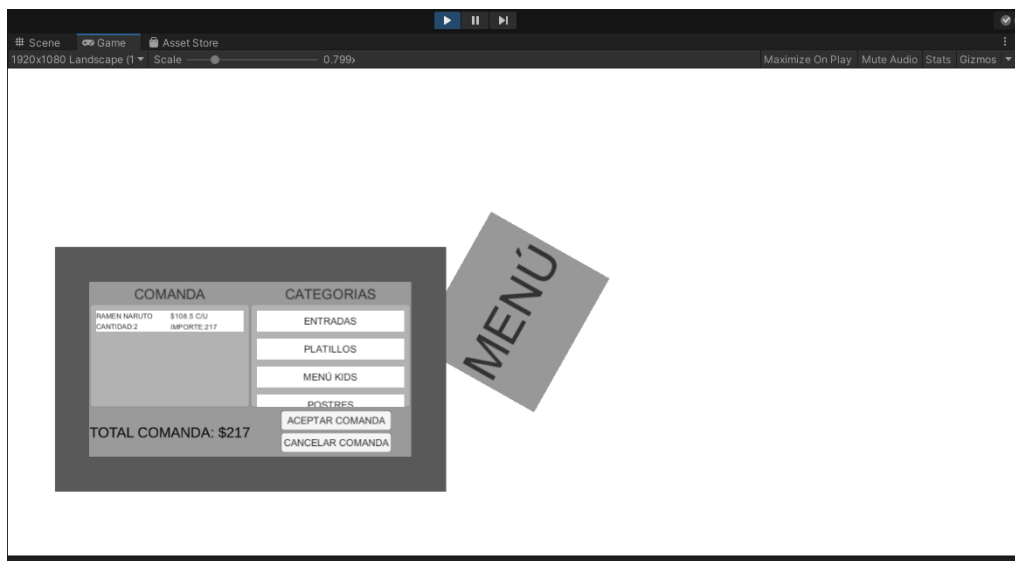 # Scene Game Asset Store
1920x1080 Landscape (1 Scale 0.799x Maximize On Play Mute Audio Stats Gizmos
MENÚ
COMANDA CATEGORIAS
RAMEN NARUTO $108.5 C/U
CANTIDAD:2 IMPORTE:217
ENTRADAS
PLATILLOS
MENÚ KIDS
POSTRES
ACEPTAR COMANDA
TOTAL COMANDA: $217
CANCELAR COMANDA